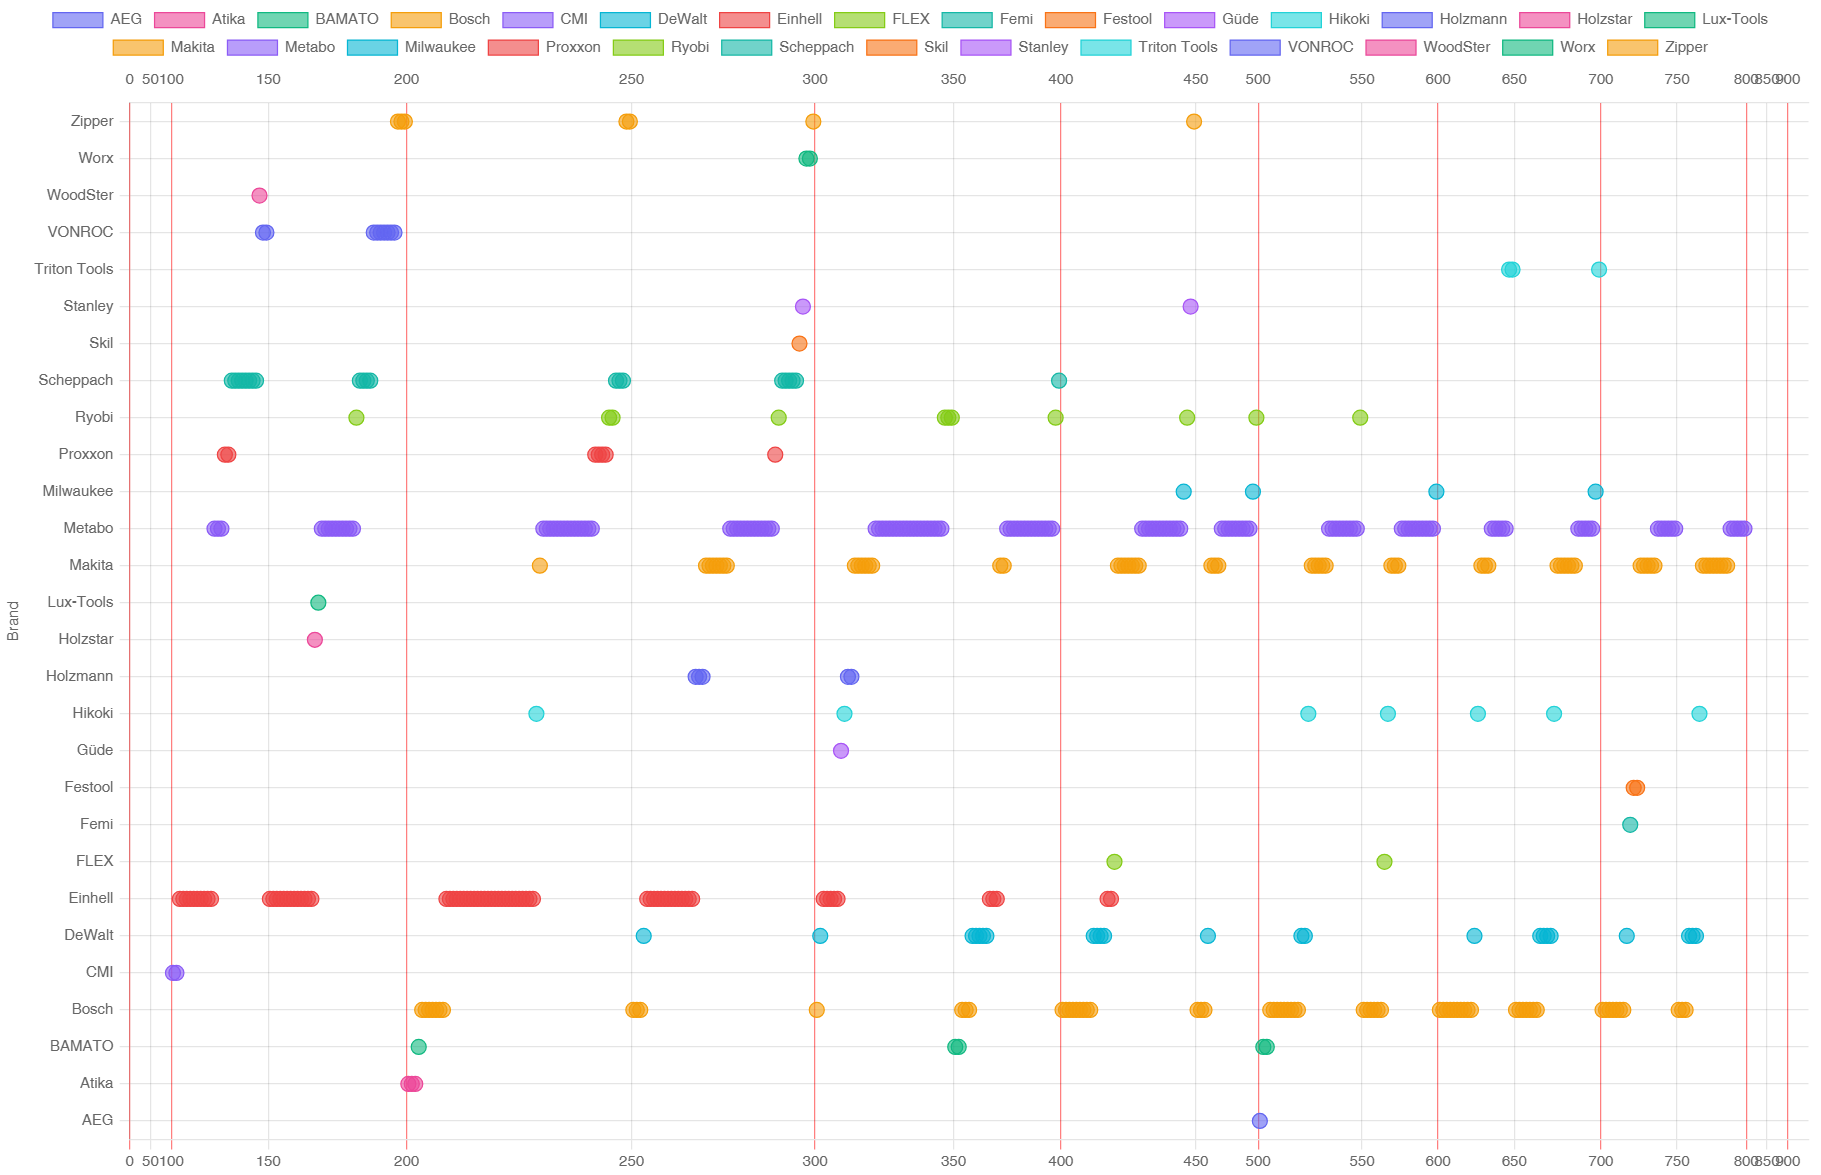 AEG Atika BAMATO Bosch CMI DeWalt Einhell FLEX Femi Festool Güde Hikoki Holzmann Holzstar Lux-Tools
Makita Metabo Milwaukee Proxxon Ryobi Scheppach Skil Stanley Triton Tools VONROC WoodSter Worx Zipper
0 50 100 150 200 250 300 350 400 450 500 550 600 650 700 750 800 850 900
Zipper
Worx
WoodSter
VONROC
Triton Tools
Stanley
Skil
Scheppach
Ryobi
Proxxon
Milwaukee
Metabo
Makita
Lux-Tools
Brand
Holzstar
Holzmann
Hikoki
Güde
Festool
Femi
FLEX
Einhell
DeWalt
CMI
Bosch
BAMATO
Atika
AEG
0 50 100 150 200 250 300 350 400 450 500 550 600 650 700 750 800 850 900